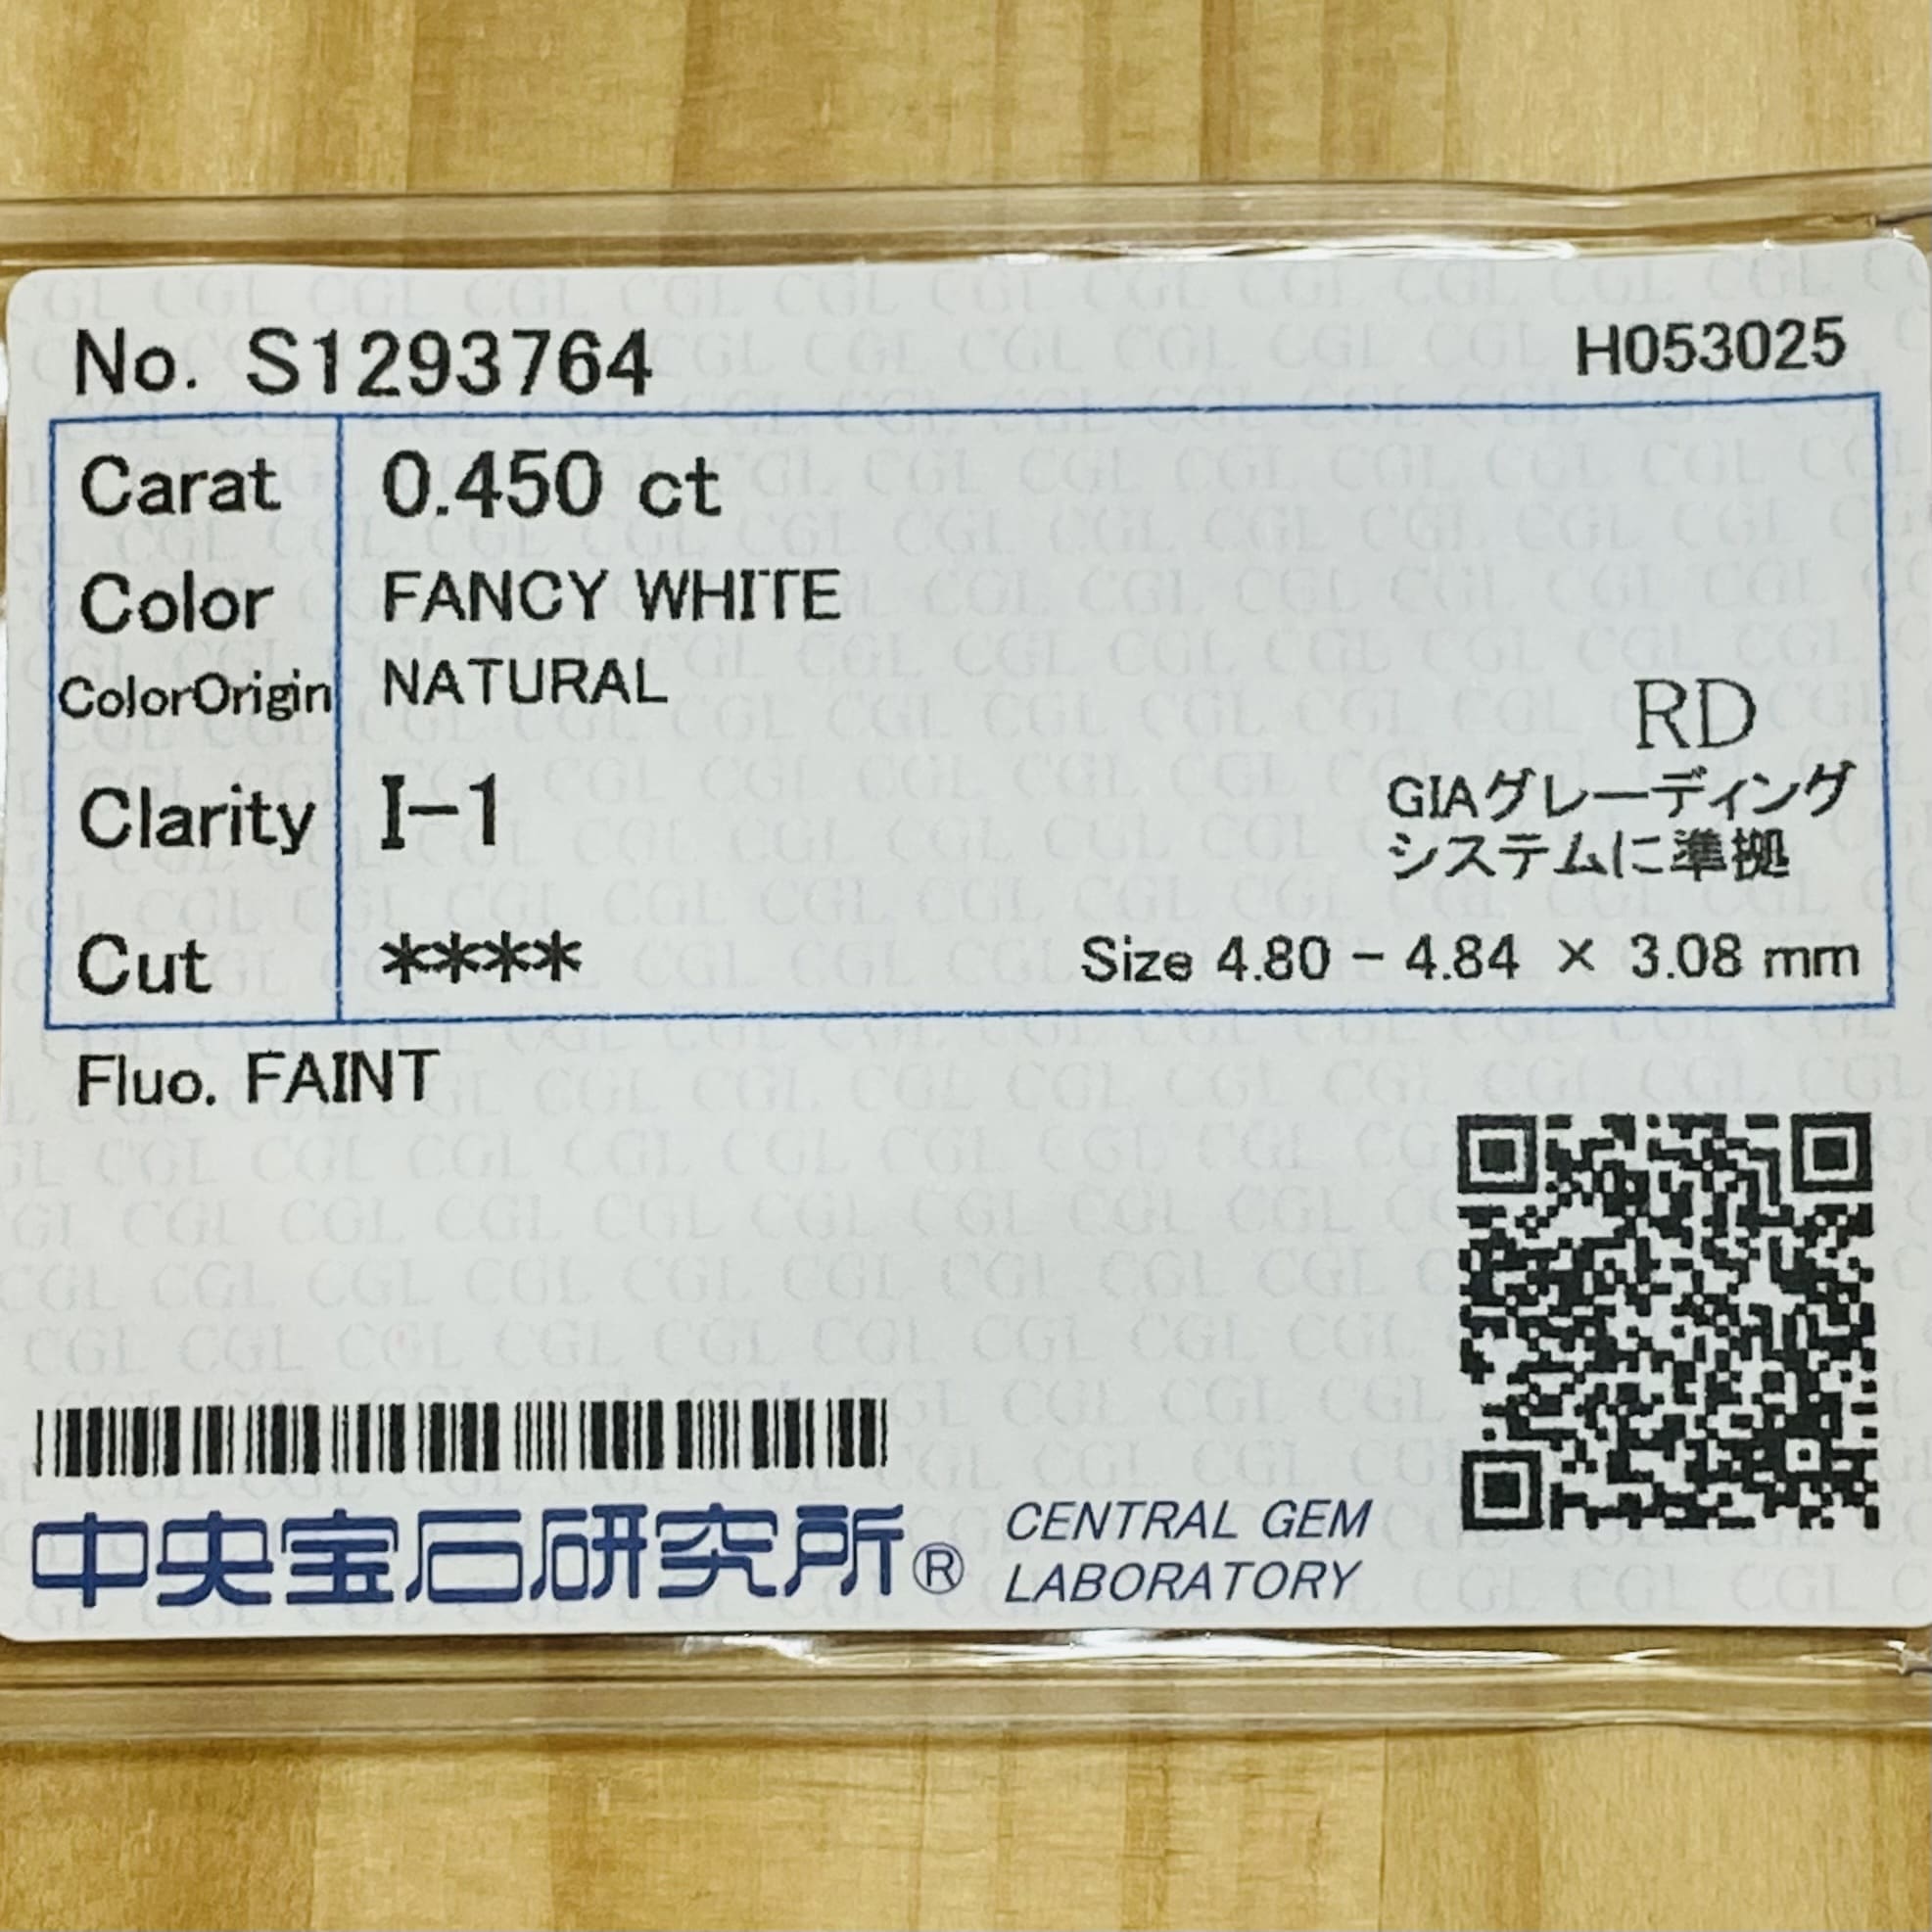 No. S1293764 H053025
Carat 0.450 ct
Color FANCY WHITE
ColorOrigin NATURAL
RD
Clarity I-1
GIAグレーディング
システムに準拠
Cut ****
Size 4.80 - 4.84 × 3.08 mm
Fluo. FAINT
中央宝石研究所® CENTRAL GEM
LABORATORY